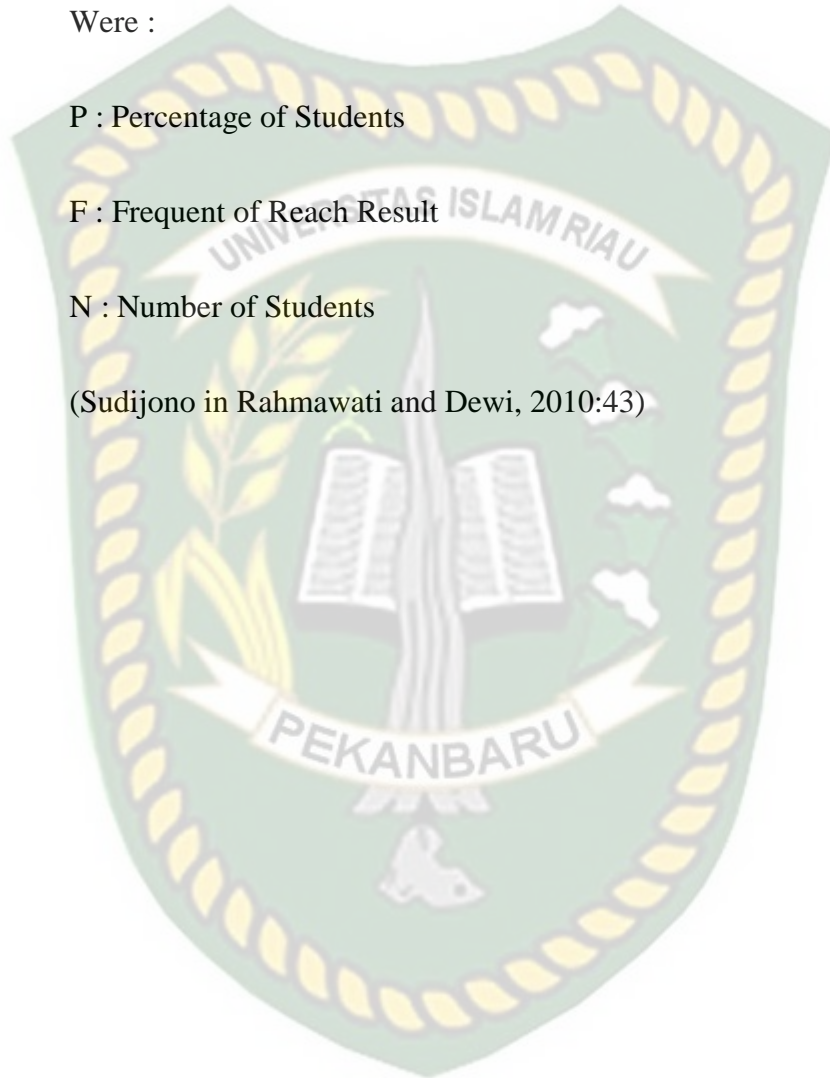 Were :
P : Percentage of Students
F : Frequent of Reach Result
UNIVERSITAS ISLAM RIAU
N : Number of Students
(Sudijono in Rahmawati and Dewi, 2010:43)
PEKANBARU